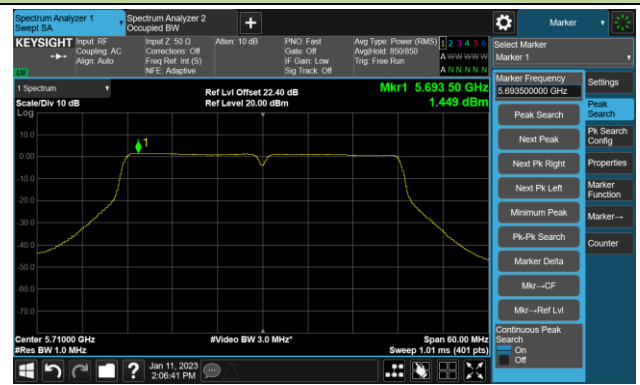 Spectrum Analyzer 1
Swept SA
Spectrum Analyzer 2
Occupied BW
Marker
KEYSIGHT
Input: RF
Coupling: AC
Align: Auto
Input Z: 50 Ω
Corrections: Off
Freq Ref: Int (S)
NFE: Adaptive
Atten: 10 dB
PNO: Fast
Gate: Off
IF Gain: Low
Sig Track: Off
Avg Type: Power (RMS)
Avg|Hold: 850/850
Trig: Free Run
1 2 3 4 5 6
A W W W W W
A N N N N N
Select Marker
Marker 1
1 Spectrum
Scale/Div 10 dB
Log
Ref Lvl Offset 22.40 dB
Ref Level 20.00 dBm
Mkr1 5.693 50 GHz
1.449 dBm
10.0
0.00
-10.0
-20.0
-30.0
-40.0
-50.0
-60.0
-70.0
1
Center 5.71000 GHz
#Res BW 1.0 MHz
#Video BW 3.0 MHz*
Span 60.00 MHz
Sweep 1.01 ms (401 pts)
Marker Frequency
5.693500000 GHz
Peak Search
Next Peak
Next Pk Right
Next Pk Left
Minimum Peak
Pk-Pk Search
Marker Delta
Mkr→CF
Mkr→Ref Lvl
Continuous Peak
Search
On
Off
Settings
Peak
Search
Pk Search
Config
Properties
Marker
Function
Marker→
Counter
?
Jan 11, 2023
2:06:41 PM